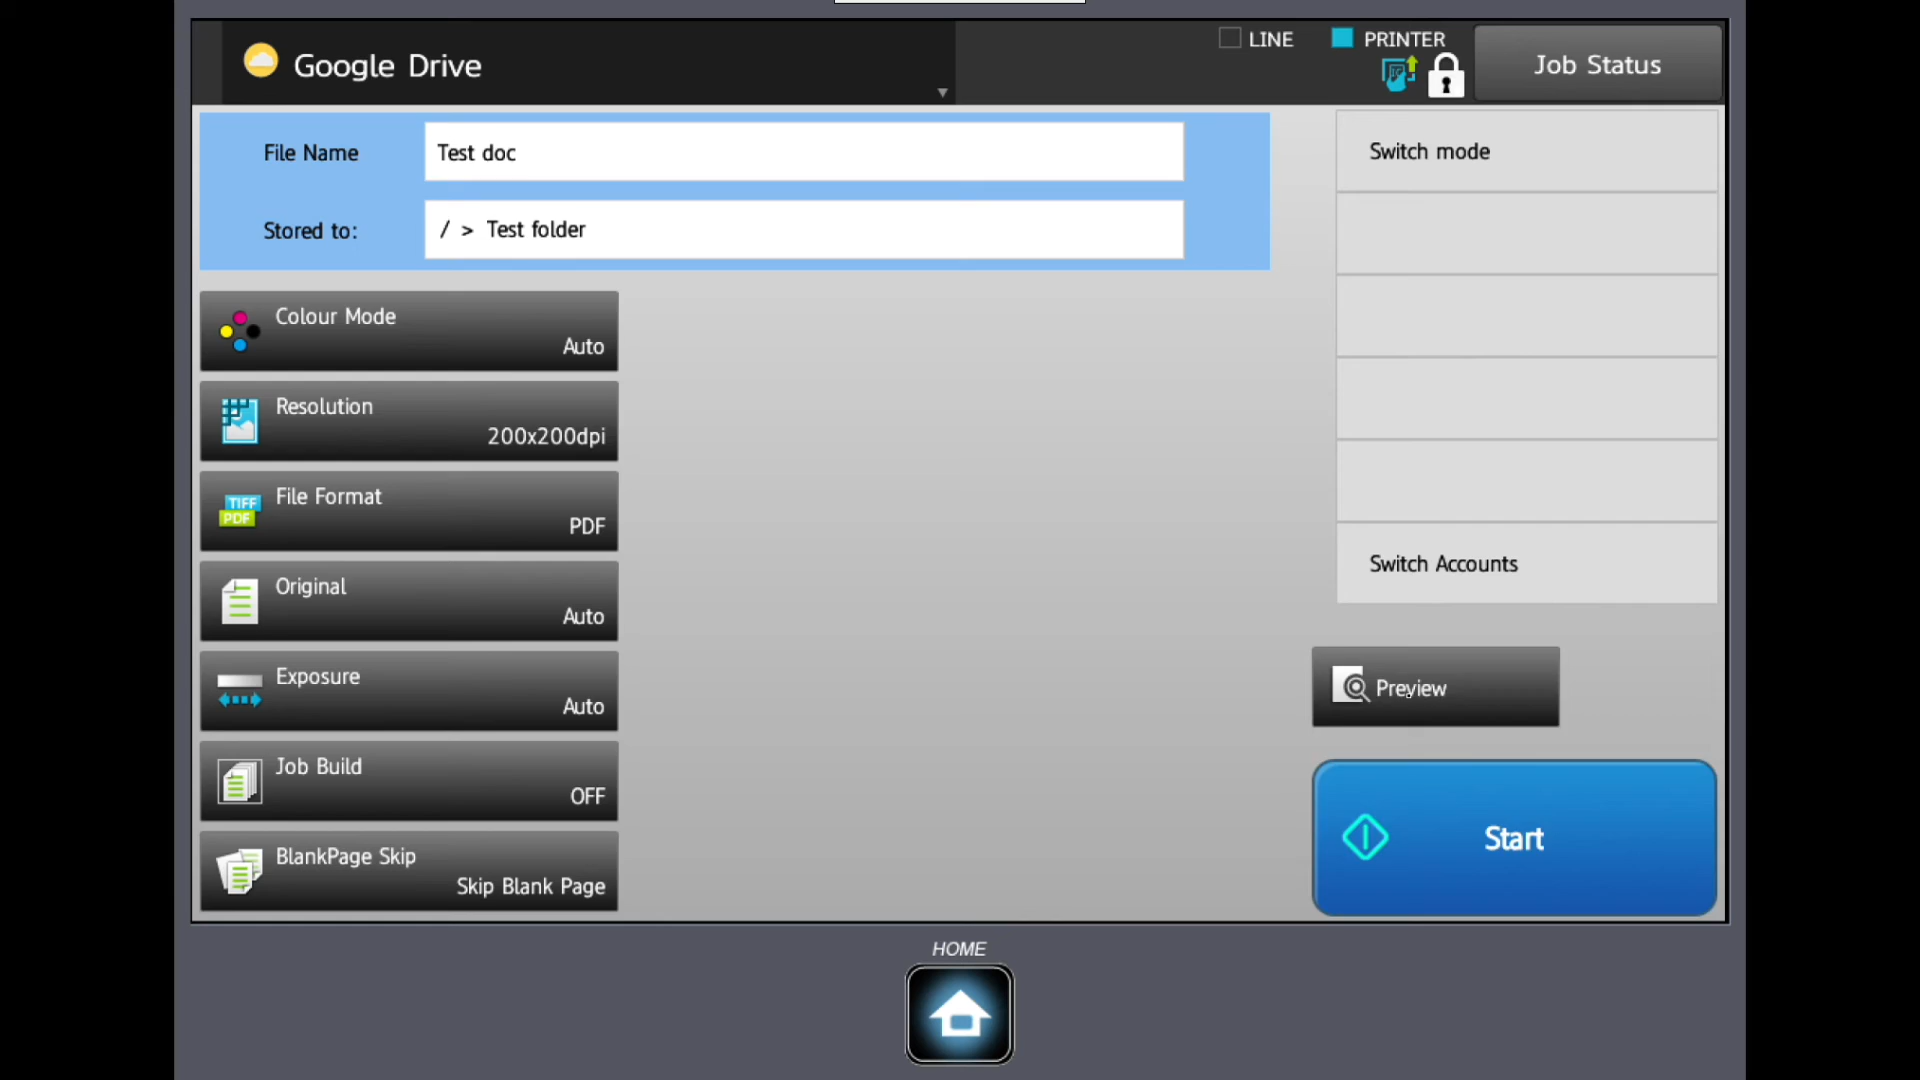 Google Drive
LINE
PRINTER
Job Status
File Name
Test doc
Stored to:
/ > Test folder
Switch mode
Colour Mode
Auto
Resolution
200x200dpi
TIFF
PDF
File Format
PDF
Original
Auto
Switch Accounts
Exposure
Auto
Preview
Job Build
OFF
Start
BlankPage Skip
Skip Blank Page
HOME